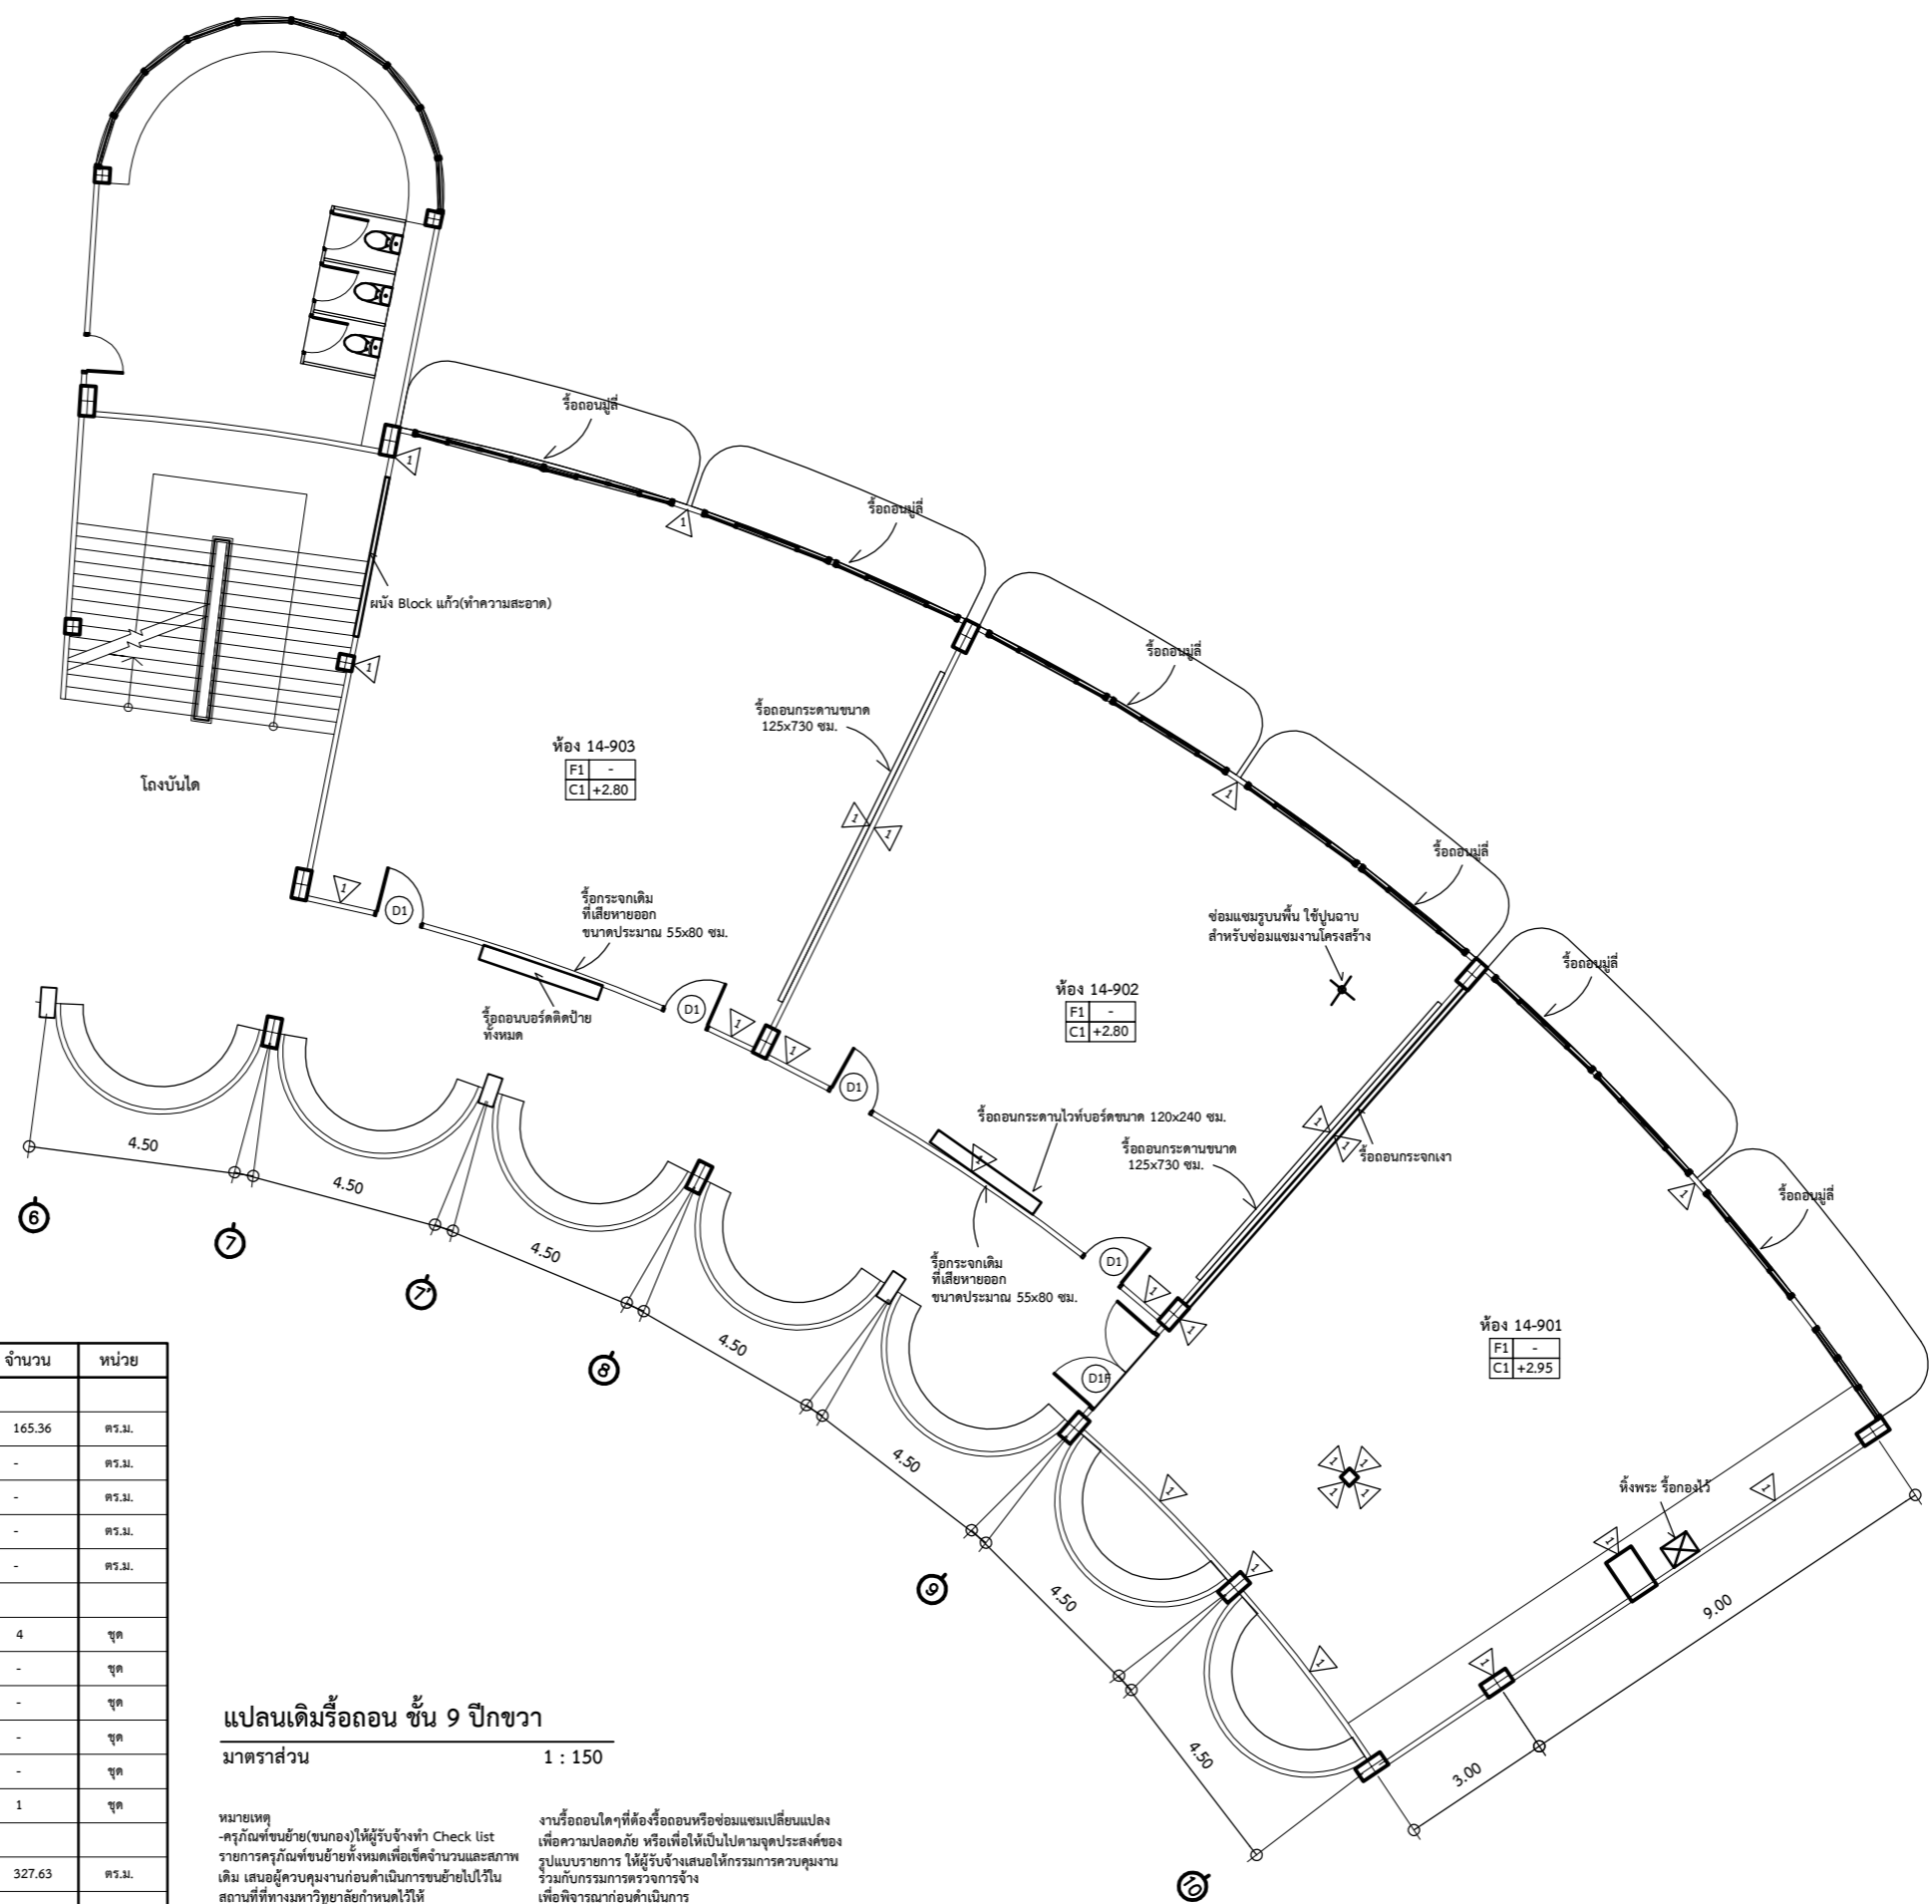 รื้อถอนมู่ลี่
รื้อถอนมู่ลี่
1
1
ผนัง Block แก้ว(ทำความสะอาด)
รื้อถอนมู่ลี่
1
รื้อถอนกระดานขนาด
125x730 ซม.
ห้อง 14-903
F1 -
C1 +2.80
โถงบันได
1
1 1
รื้อถอนมู่ลี่
1
D1
รื้อกระจกเดิม
ที่เสียหายออก
ขนาดประมาณ 55x80 ซม.
ซ่อมแซมรูบนพื้น ใช้ปูนฉาบ
สำหรับซ่อมแซมงานโครงสร้าง
รื้อถอนมู่ลี่
ห้อง 14-902
F1 -
C1 +2.80
รื้อถอนบอร์ดติดป้าย
ทั้งหมด
D1
1
1
D1
รื้อถอนกระดานไวท์บอร์ดขนาด 120x240 ซม.
1
รื้อถอนกระดานขนาด
125x730 ซม.
1
1
รื้อถอนกระจกเงา
4.50
4.50
1
รื้อถอนมู่ลี่
6
7
4.50
รื้อกระจกเดิม
ที่เสียหายออก
ขนาดประมาณ 55x80 ซม.
D1
1
7'
1
ห้อง 14-901
F1 -
C1 +2.95
4.50
8
D1F
4.50
1 1
1 1
1
หิ้งพระ รื้อกองไว้
1
1
9
4.50
1
9.00
1
1
4.50
3.00
10
จำนวน หน่วย
165.36 ตร.ม.
- ตร.ม.
- ตร.ม.
- ตร.ม.
- ตร.ม.
4 ชุด
- ชุด
- ชุด
- ชุด
- ชุด
1 ชุด
327.63 ตร.ม.
แปลนเดิมรื้อถอน ชั้น 9 ปีกขวา
มาตราส่วน 1 : 150
หมายเหตุ
-ครุภัณฑ์ขนย้าย(ขนกอง)ให้ผู้รับจ้างทำ Check list
รายการครุภัณฑ์ขนย้ายทั้งหมดเพื่อเช็คจำนวนและสภาพ
เดิม เสนอผู้ควบคุมงานก่อนดำเนินการขนย้ายไปไว้ใน
สถานที่ที่ทางมหาวิทยาลัยกำหนดไว้ให้
งานรื้อถอนใดๆที่ต้องรื้อถอนหรือซ่อมแซมเปลี่ยนแปลง
เพื่อความปลอดภัย หรือเพื่อให้เป็นไปตามจุดประสงค์ของ
รูปแบบรายการ ให้ผู้รับจ้างเสนอให้กรรมการควบคุมงาน
ร่วมกับกรรมการตรวจการจ้าง
เพื่อพิจารณาก่อนดำเนินการ